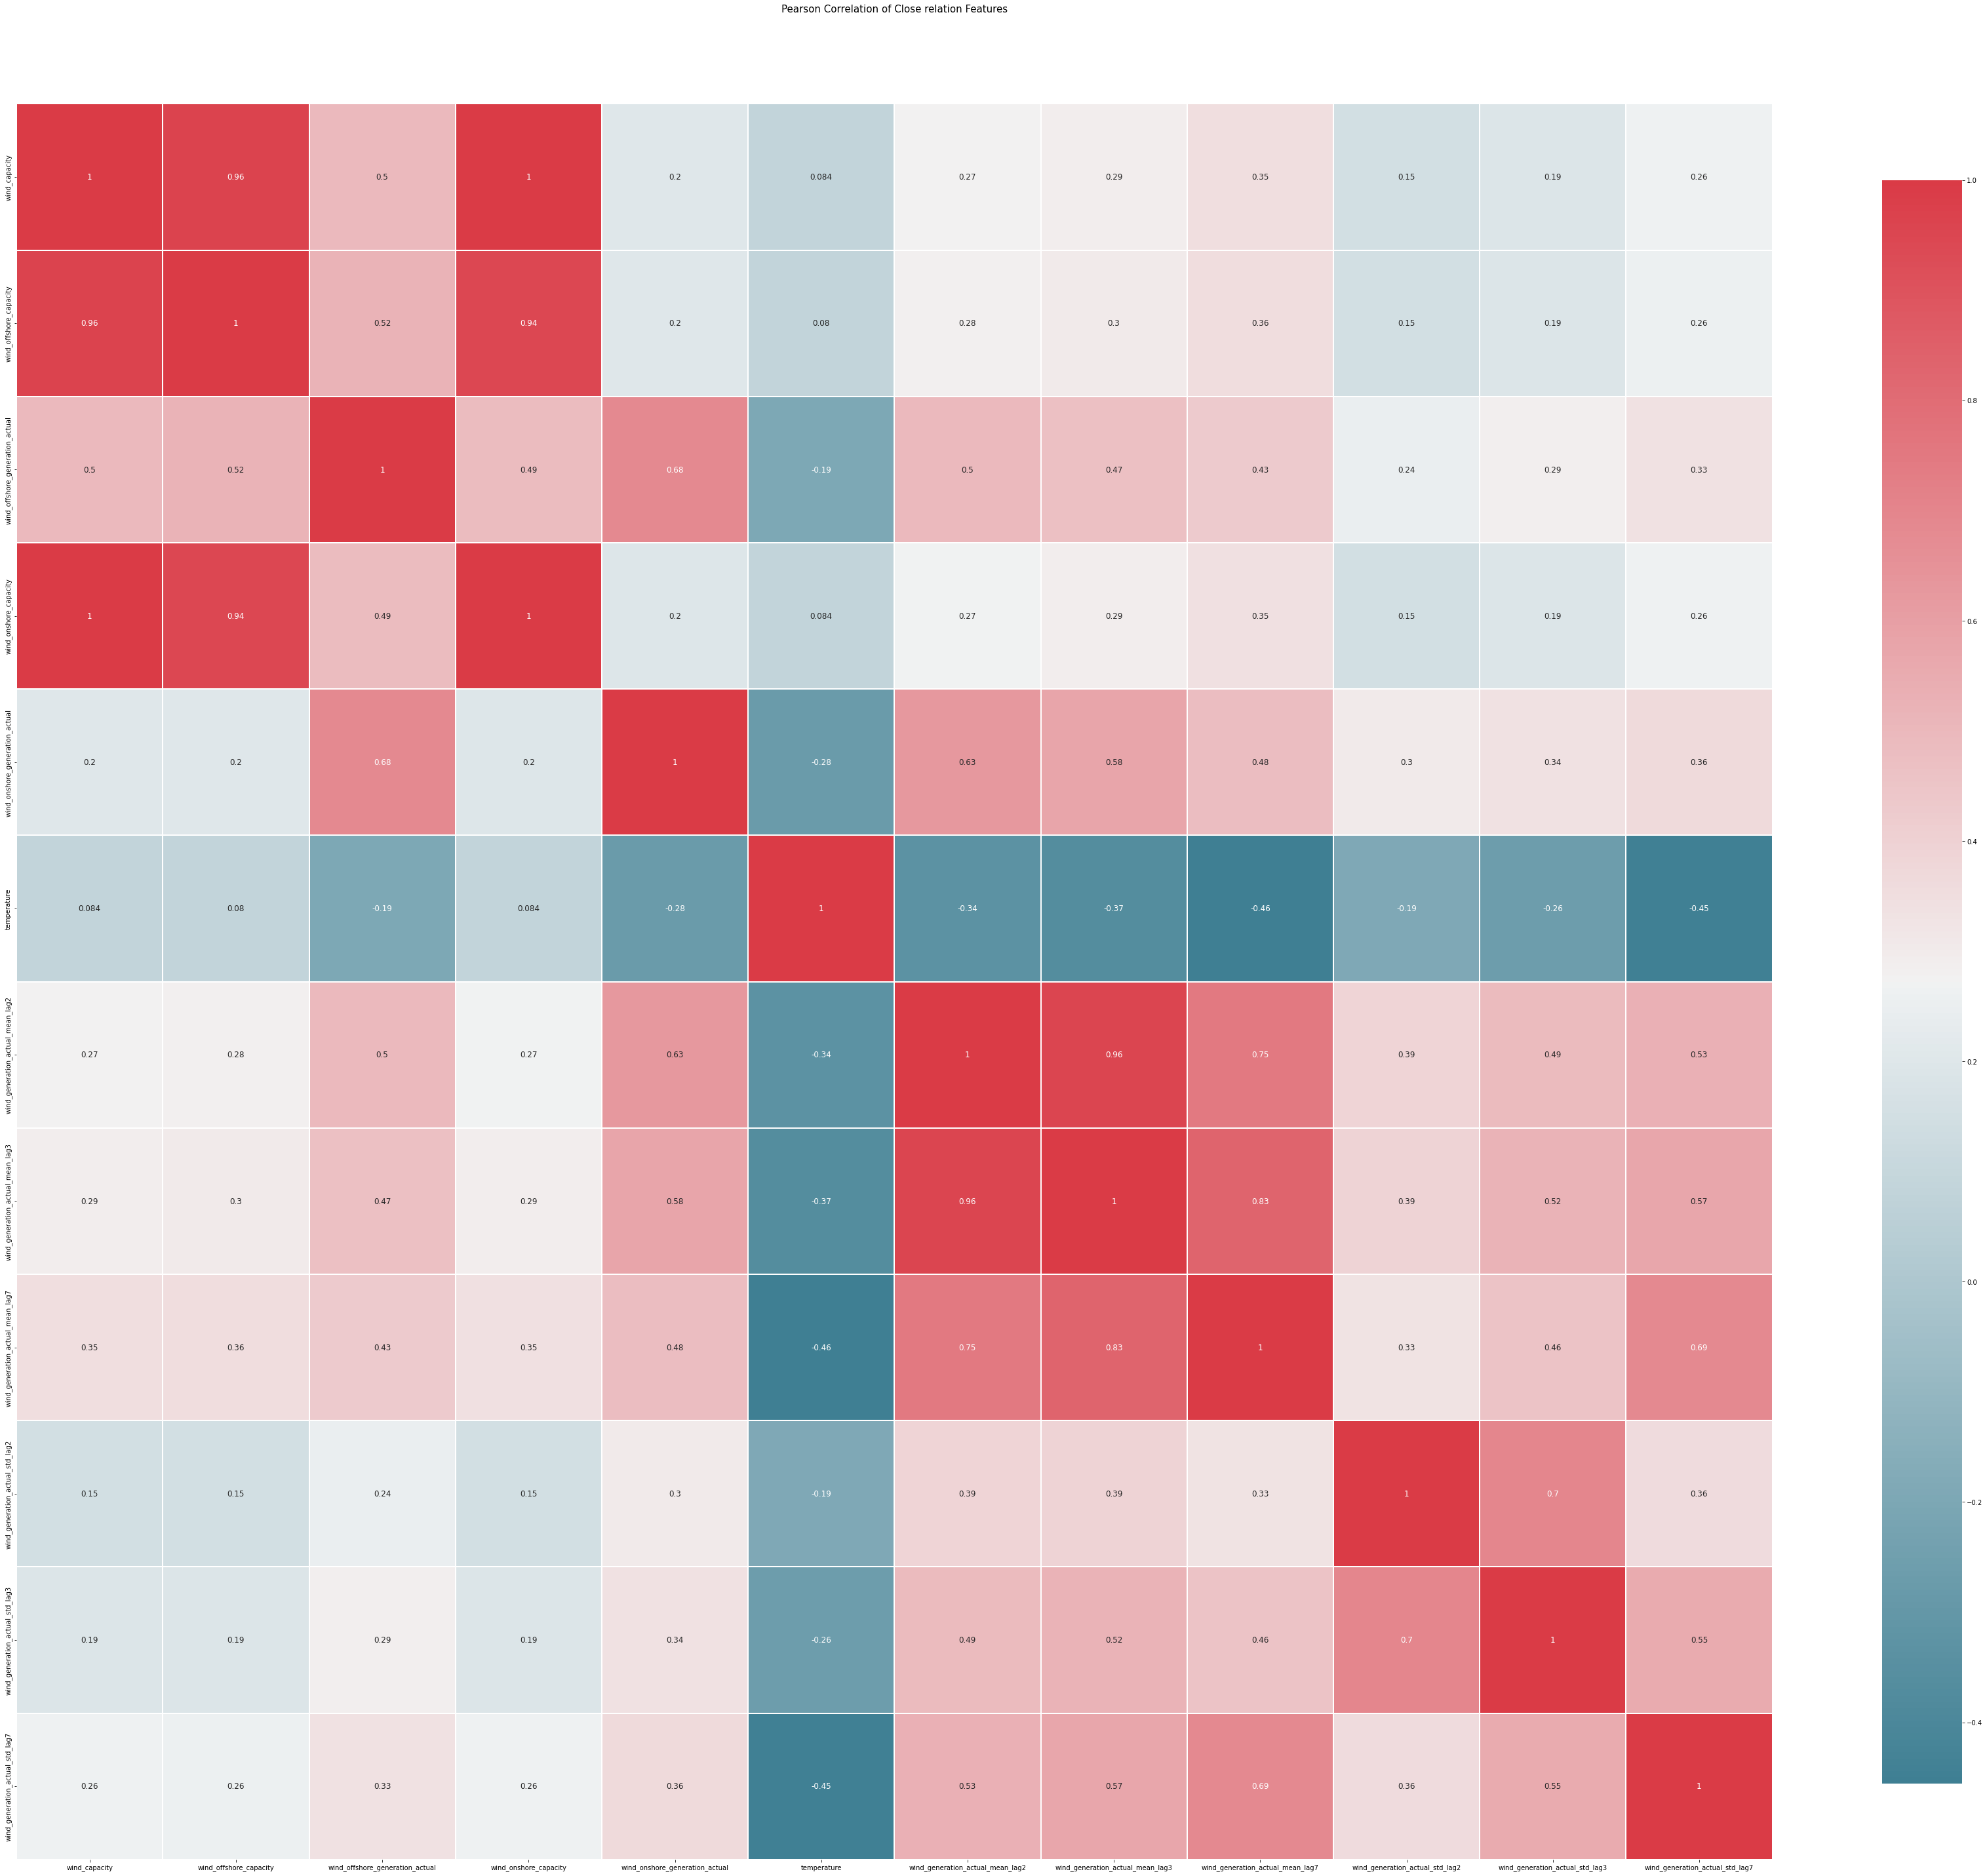 Pearson Correlation of Close relation Features
wind_capacity 1 0.96 0.5 1 0.2 0.084 0.27 0.29 0.35 0.15 0.19 0.26
wind_offshore_capacity 0.96 1 0.52 0.94 0.2 0.08 0.28 0.3 0.36 0.15 0.19 0.26
wind_offshore_generation_actual 0.5 0.52 1 0.49 0.68 -0.19 0.5 0.47 0.43 0.24 0.29 0.33
wind_onshore_capacity 1 0.94 0.49 1 0.2 0.084 0.27 0.29 0.35 0.15 0.19 0.26
wind_onshore_generation_actual 0.2 0.2 0.68 0.2 1 -0.28 0.63 0.58 0.48 0.3 0.34 0.36
temperature 0.084 0.08 -0.19 0.084 -0.28 1 -0.34 -0.37 -0.46 -0.19 -0.26 -0.45
wind_generation_actual_mean_lag2 0.27 0.28 0.5 0.27 0.63 -0.34 1 0.96 0.75 0.39 0.49 0.53
wind_generation_actual_mean_lag3 0.29 0.3 0.47 0.29 0.58 -0.37 0.96 1 0.83 0.39 0.52 0.57
wind_generation_actual_mean_lag7 0.35 0.36 0.43 0.35 0.48 -0.46 0.75 0.83 1 0.33 0.46 0.69
wind_generation_actual_std_lag2 0.15 0.15 0.24 0.15 0.3 -0.19 0.39 0.39 0.33 1 0.7 0.36
wind_generation_actual_std_lag3 0.19 0.19 0.29 0.19 0.34 -0.26 0.49 0.52 0.46 0.7 1 0.55
wind_generation_actual_std_lag7 0.26 0.26 0.33 0.26 0.36 -0.45 0.53 0.57 0.69 0.36 0.55 1
wind_capacity wind_offshore_capacity wind_offshore_generation_actual wind_onshore_capacity wind_onshore_generation_actual temperature wind_generation_actual_mean_lag2 wind_generation_actual_mean_lag3 wind_generation_actual_mean_lag7 wind_generation_actual_std_lag2 wind_generation_actual_std_lag3 wind_generation_actual_std_lag7
1.0
0.8
0.6
0.4
0.2
0.0
−0.2
−0.4